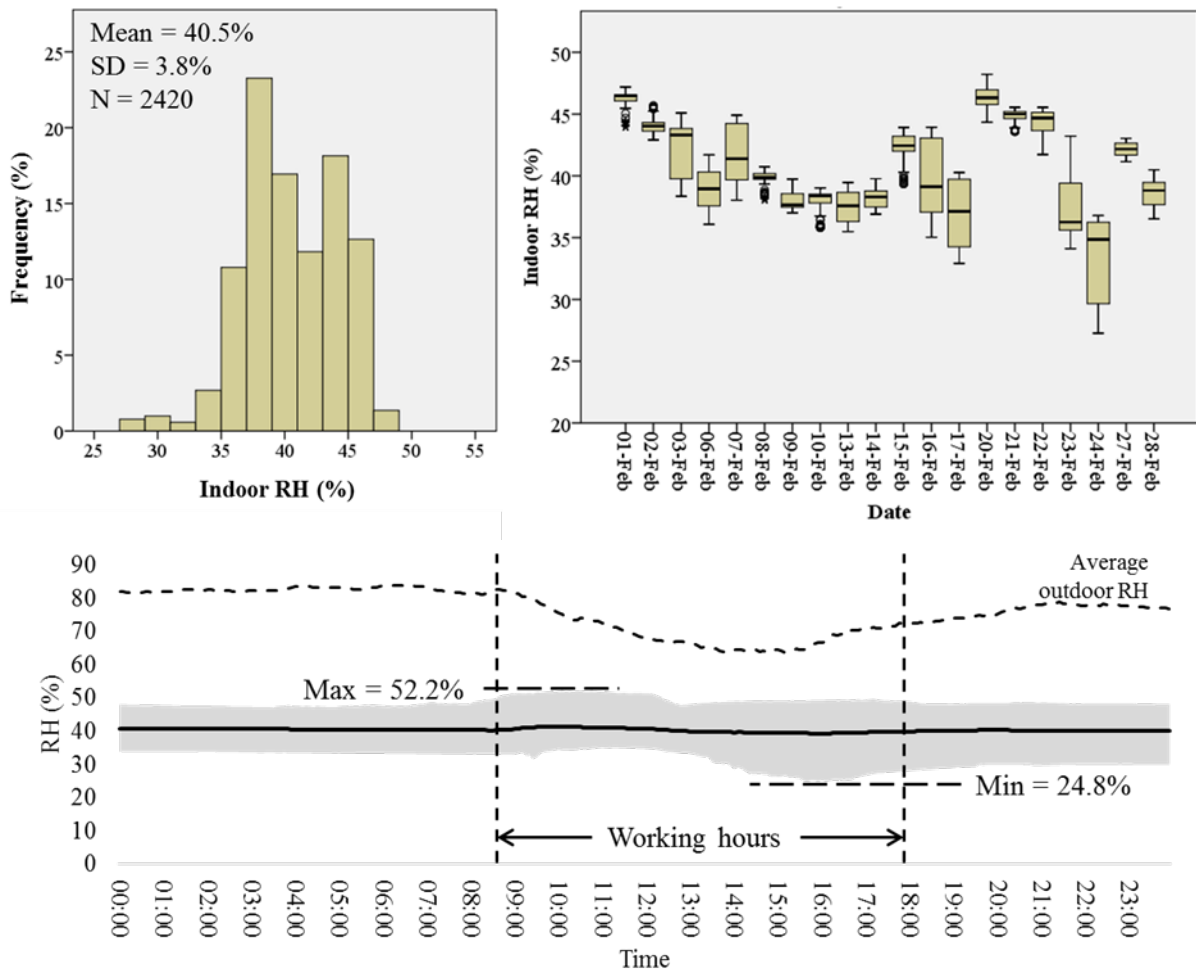 Mean = 40.5%
SD = 3.8%
N = 2420
25
20
15
10
5
0
Frequency (%)
25 30 35 40 45 50 55
Indoor RH (%)
50
45
40
35
30
25
20
Indoor RH (%)
01-Feb
02-Feb
03-Feb
06-Feb
07-Feb
08-Feb
09-Feb
10-Feb
13-Feb
14-Feb
15-Feb
16-Feb
17-Feb
20-Feb
21-Feb
22-Feb
23-Feb
24-Feb
27-Feb
28-Feb
Date
90
80
70
60
50
40
30
20
10
0
RH (%)
Average
outdoor RH
Max = 52.2%
Min = 24.8%
Working hours
00:00
01:00
02:00
03:00
04:00
05:00
06:00
07:00
08:00
09:00
10:00
11:00
12:00
13:00
14:00
15:00
16:00
17:00
18:00
19:00
20:00
21:00
22:00
23:00
Time